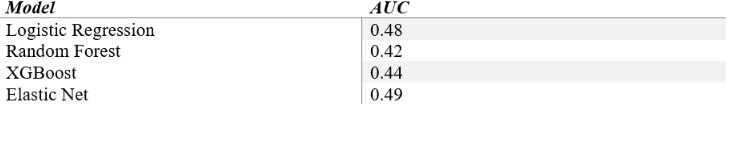 Model AUC
Logistic Regression 0.48
Random Forest 0.42
XGBoost 0.44
Elastic Net 0.49